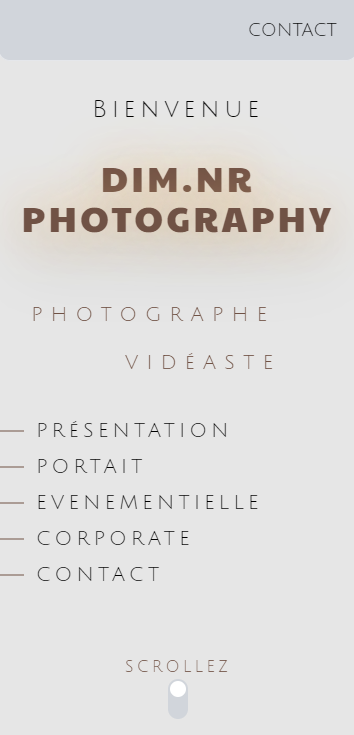 CONTACT
BIENVENUE
DIM.NR
PHOTOGRAPHY
PHOTOGRAPHE
VIDÉASTE
PRÉSENTATION
PORTAIT
EVENEMENTIELLE
CORPORATE
CONTACT
SCROLLEZ